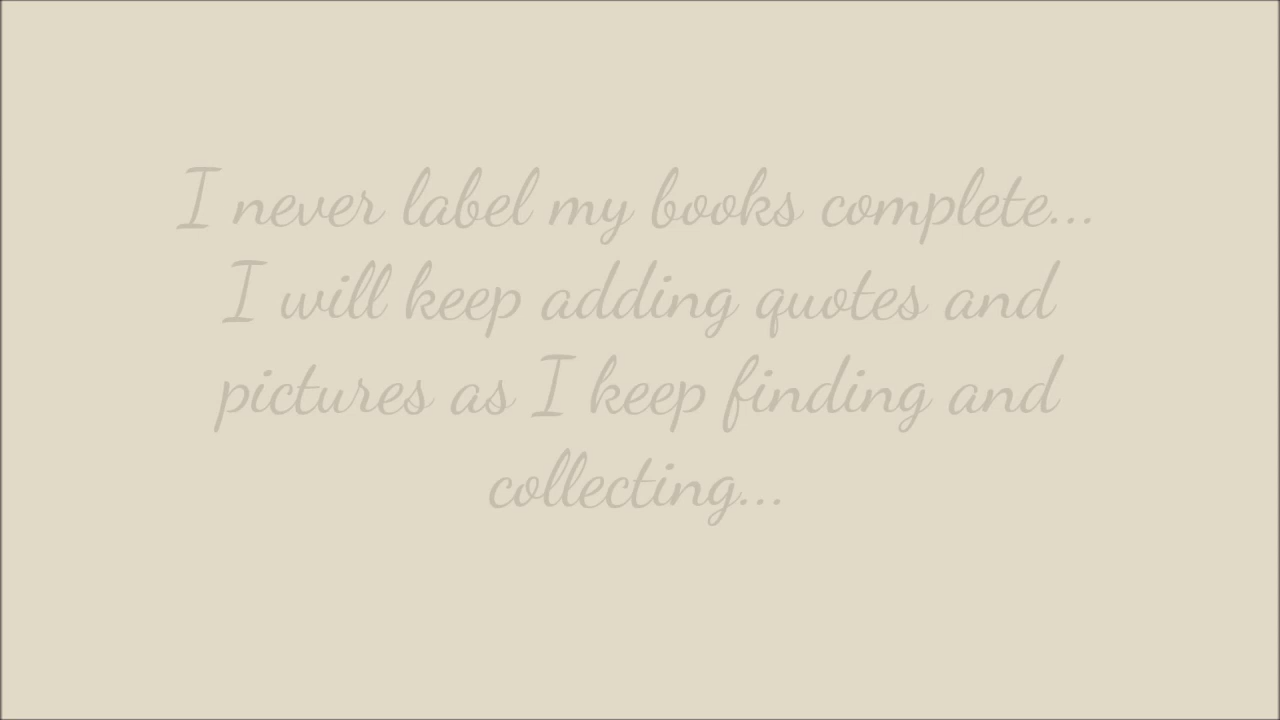 I never label my books complete...
I will keep adding quotes and
pictures as I keep finding and
collecting...